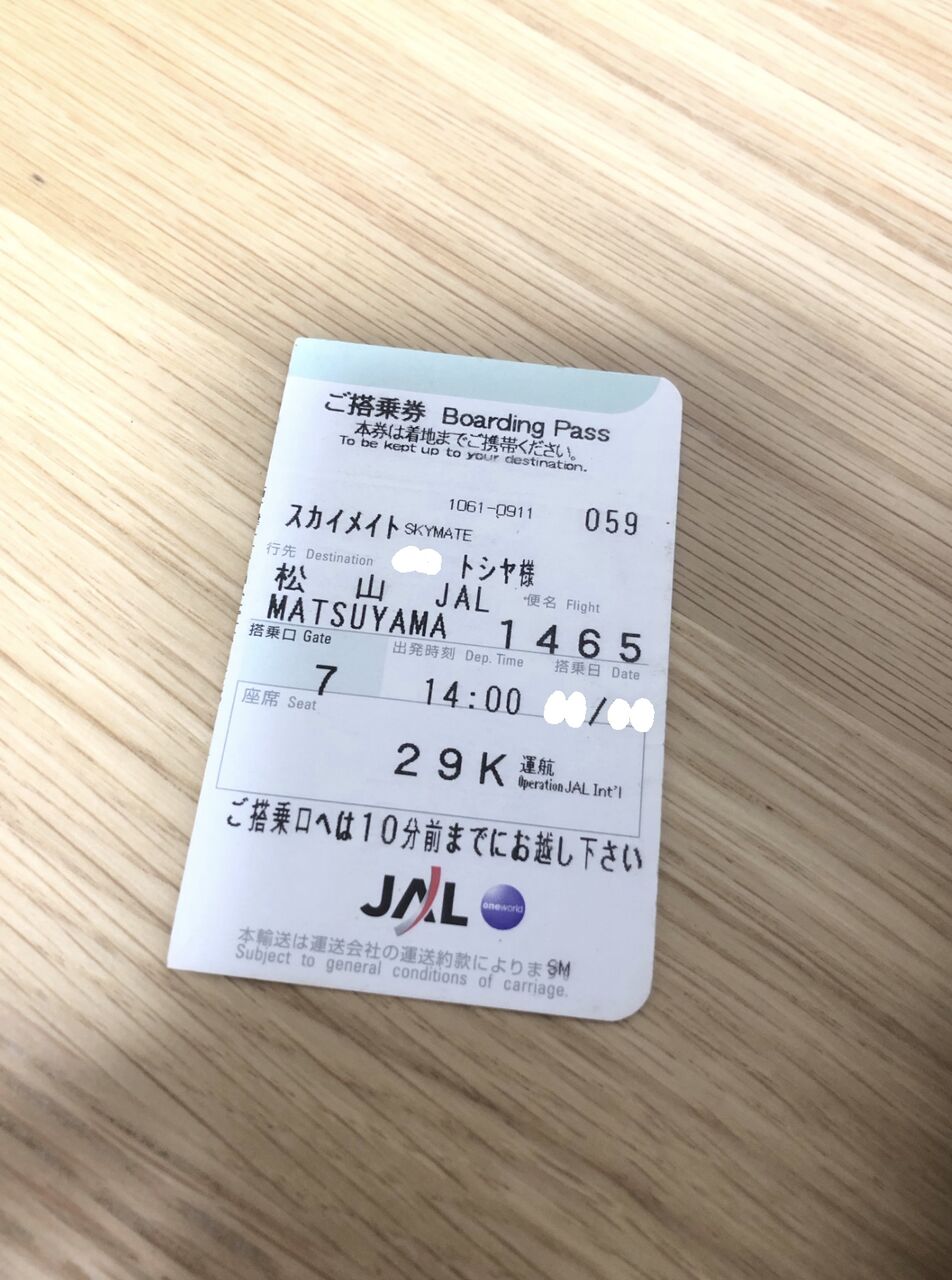 ご搭乗券 Boarding Pass
本券は着地までご携帯ください。
To be kept up to your destination.
1061-0911 059
スカイメイト SKYMATE
行先 Destination トシヤ様
松 山 JAL 便名 Flight
MATSUYAMA 1465
搭乗口 Gate 出発時刻 Dep. Time 搭乗日 Date
7 14:00 /
座席 Seat
29K 運航
Operation JAL Int'l
ご搭乗口へは10分前までにお越し下さい
JAL oneworld
本輸送は運送会社の運送約款によりま SM
Subject to general conditions of carriage.